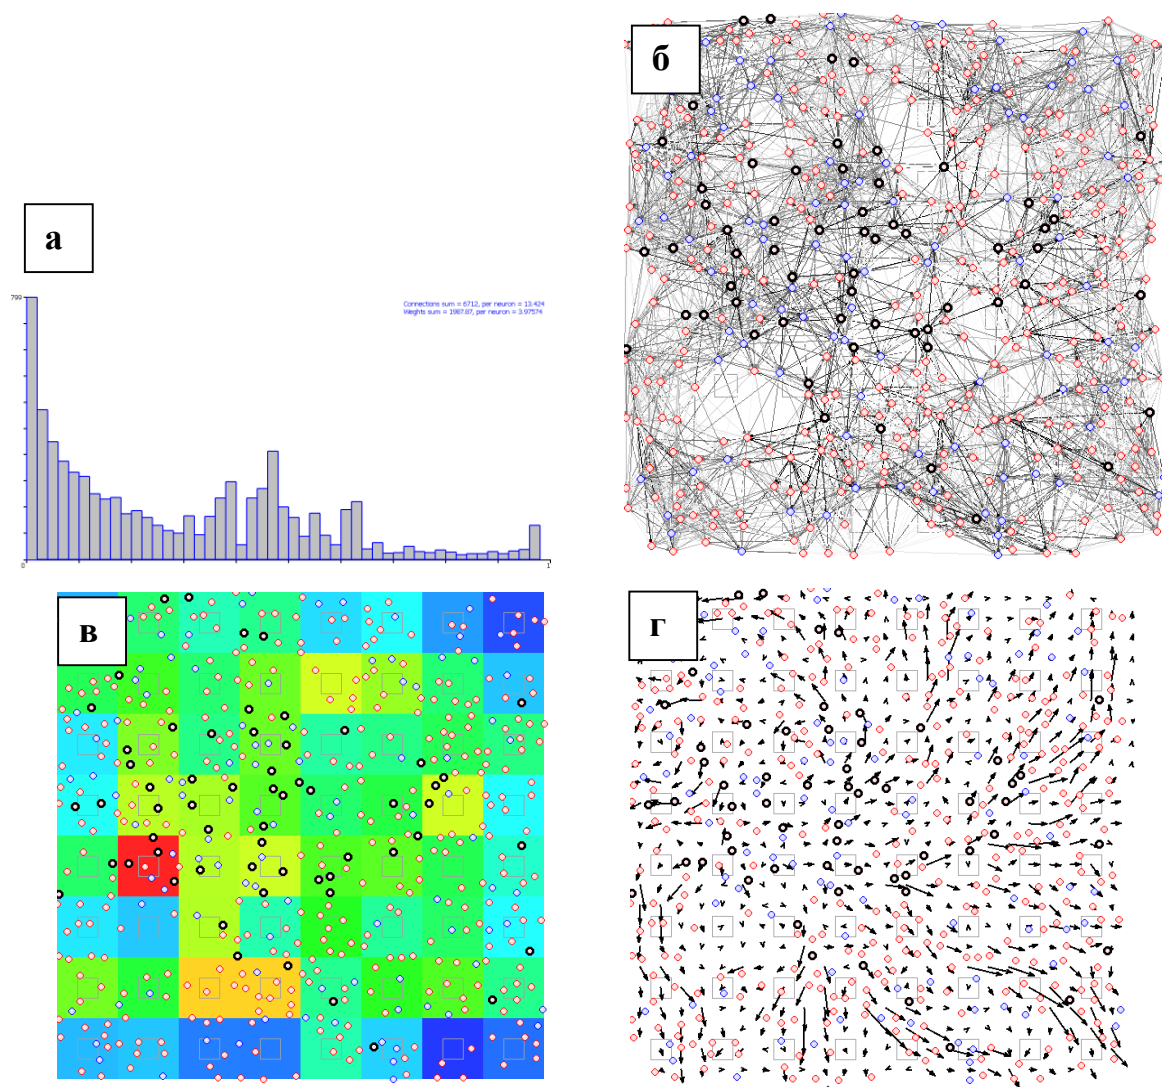 б
а
799
Connections sum = 6712, per neuron = 13.424
Weights sum = 1987.87, per neuron = 3.97574
0
1
в
г